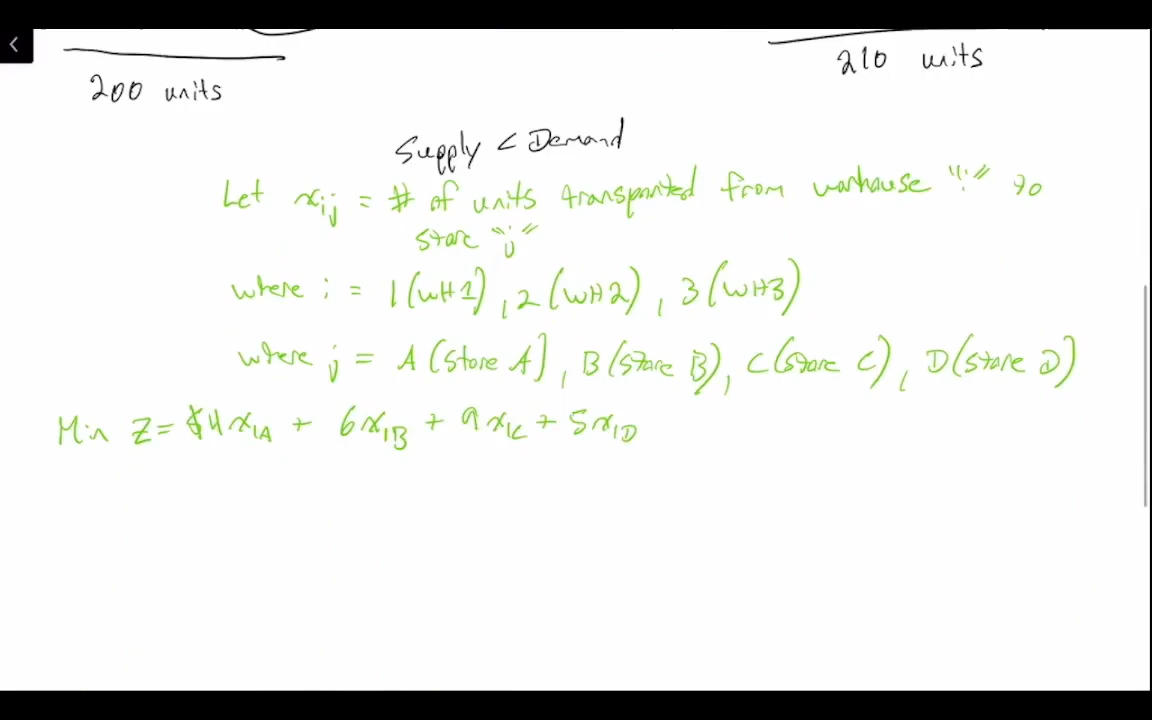 200 units
210 units
Supply < Demand
Let xij = # of units transported from warhause "i" to
store "j"
where i = 1 (WH1), 2 (WH2), 3 (WH3)
where j = A (Store A), B (Store B), C (Store C), D (Store D)
Min Z = $4x1A + 6x1B + 9x1C + 5x1D